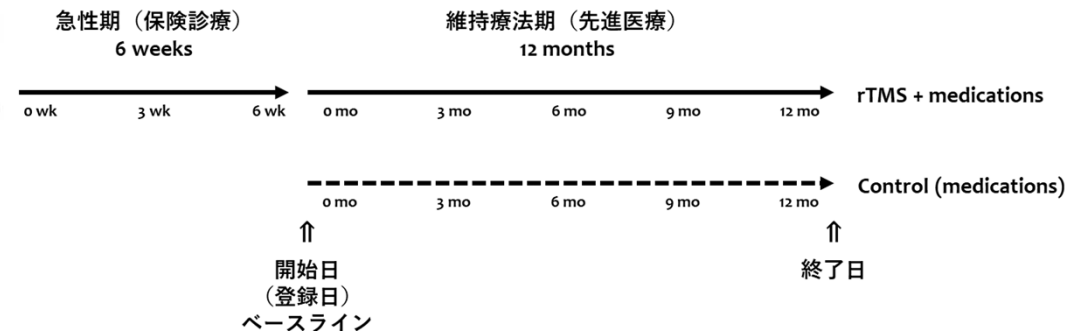 急性期（保険診療）
6 weeks
維持療法期（先進医療）
12 months
0 wk 3 wk 6 wk
0 mo 3 mo 6 mo 9 mo 12 mo
rTMS + medications
0 mo 3 mo 6 mo 9 mo 12 mo
Control (medications)
⇑ ⇑
開始日
（登録日）
ベースライン
終了日